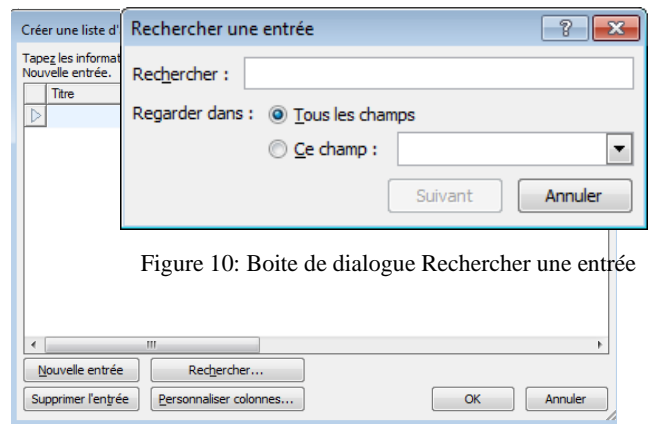 Créer une liste d'
Tapez les informat
Nouvelle entrée.
Titre
Rechercher une entrée
Rechercher :
Regarder dans :
Tous les champs
Ce champ :
Suivant
Annuler
Figure 10: Boite de dialogue Rechercher une entrée
Nouvelle entrée
Rechercher...
Supprimer l'entrée
Personnaliser colonnes...
OK
Annuler